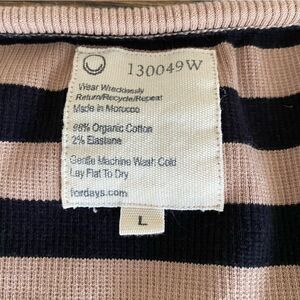 130049W
Wear Wrecklessly
Return/Recycle/Repeat
Made in Morocco
98% Organic Cotton
2% Elastane
Gentle Machine Wash Cold
Lay Flat To Dry
fordays.com
L